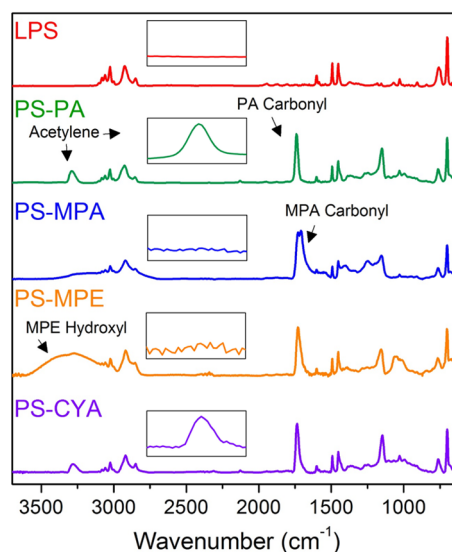 LPS
PS-PA
PA Carbonyl
Acetylene
PS-MPA
MPA Carbonyl
PS-MPE
MPE Hydroxyl
PS-CYA
3500 3000 2500 2000 1500 1000
Wavenumber (cm⁻¹)